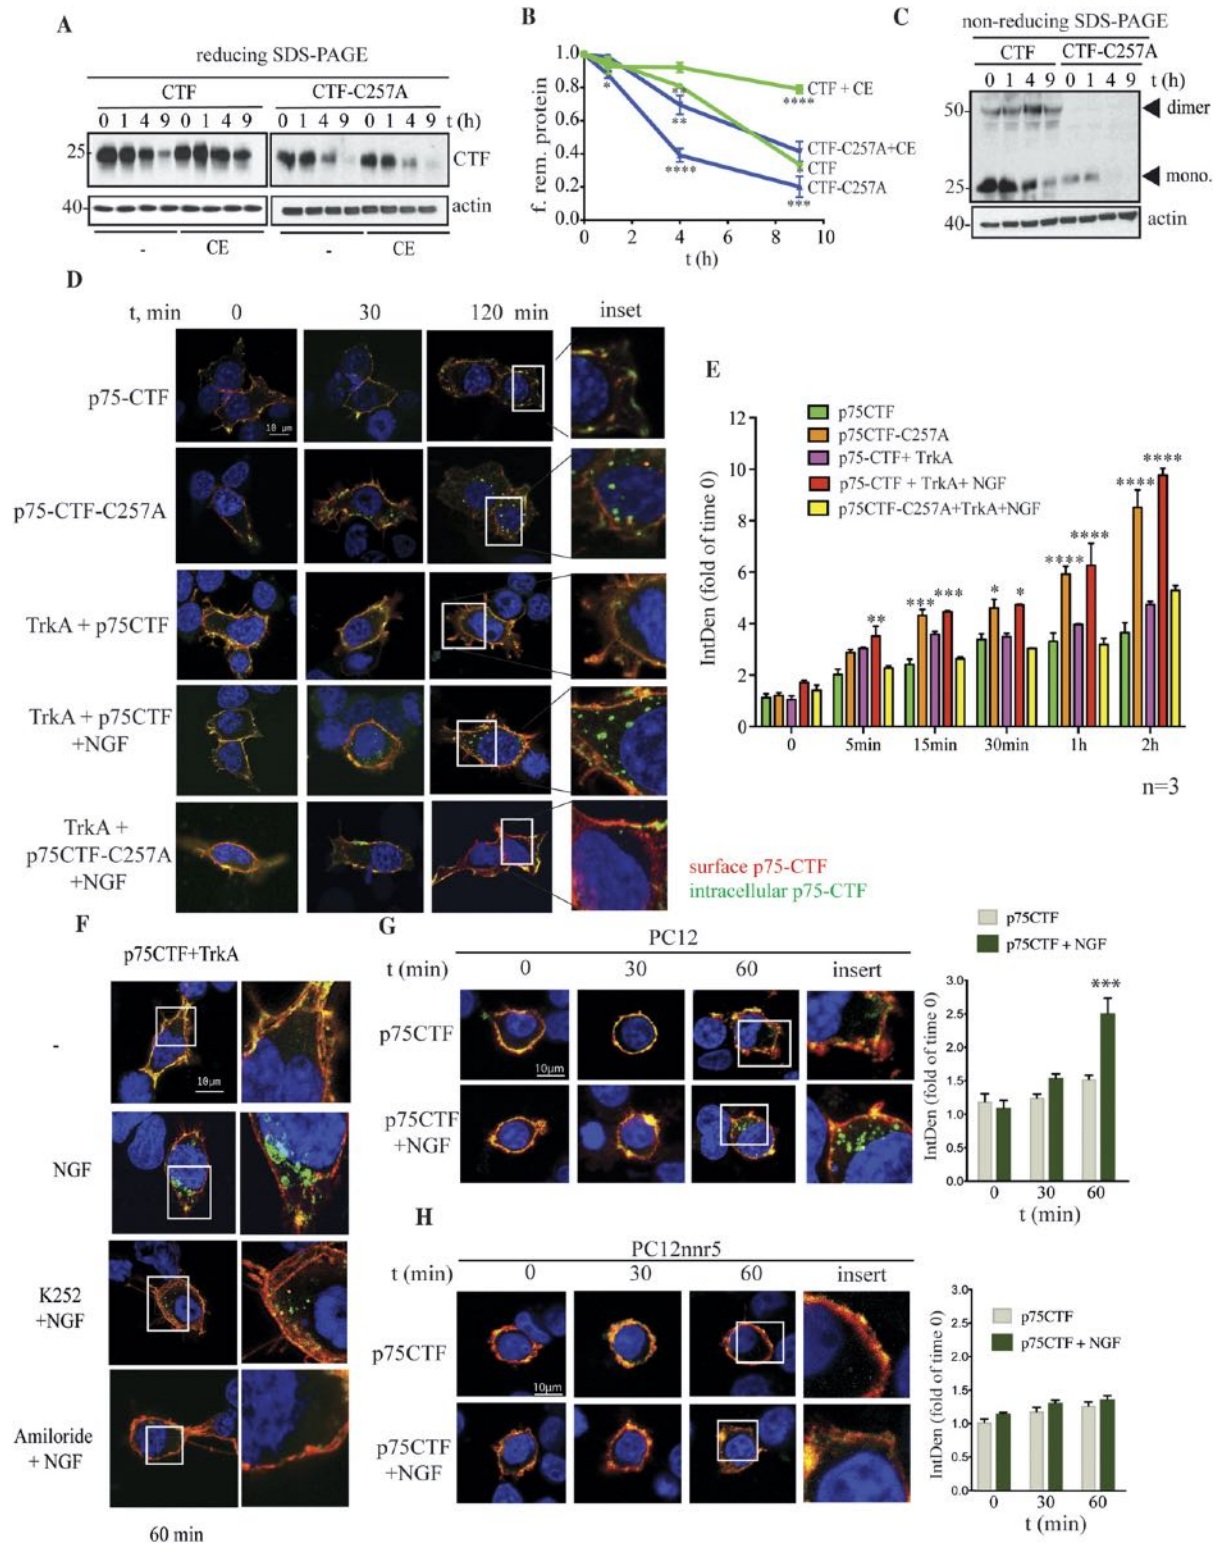 A
reducing SDS-PAGE
CTF
CTF-C257A
0 1 4 9 0 1 4 9
0 1 4 9 0 1 4 9 t (h)
25
CTF
40
actin
-
CE
-
CE
B
f. rem. protein
1.0
0.8
0.6
0.4
0.2
0.0
0 2 4 6 8 10
t (h)
CTF + CE
CTF-C257A+CE
CTF
CTF-C257A
*
**
**
****
****
*
***
C
non-reducing SDS-PAGE
CTF CTF-C257A
0 1 4 9 0 1 4 9 t (h)
50
dimer
25
mono.
40
actin
D
t, min 0 30 120 min inset
p75-CTF
10 µm
p75-CTF-C257A
TrkA + p75CTF
TrkA + p75CTF
+NGF
TrkA +
p75CTF-C257A
+NGF
surface p75-CTF
intracellular p75-CTF
E
IntDen (fold of time 0)
12
10
8
6
4
2
0
p75CTF
p75CTF-C257A
p75-CTF+ TrkA
p75-CTF + TrkA+ NGF
p75CTF-C257A+TrkA+NGF
**
*** ***
* *
**** ****
**** ****
0 5min 15min 30min 1h 2h
n=3
F
p75CTF+TrkA
-
10µm
NGF
K252
+NGF
Amiloride
+ NGF
60 min
G
PC12
t (min) 0 30 60 insert
p75CTF
10µm
p75CTF
+NGF
p75CTF
p75CTF + NGF
IntDen (fold of time 0)
3.0
2.5
2.0
1.5
1.0
0.5
0.0
***
0 30 60
t (min)
H
PC12nnr5
t (min) 0 30 60 insert
p75CTF
10µm
p75CTF
+NGF
IntDen (fold of time 0)
3.0
2.5
2.0
1.5
1.0
0.5
0.0
p75CTF
p75CTF + NGF
0 30 60
t (min)